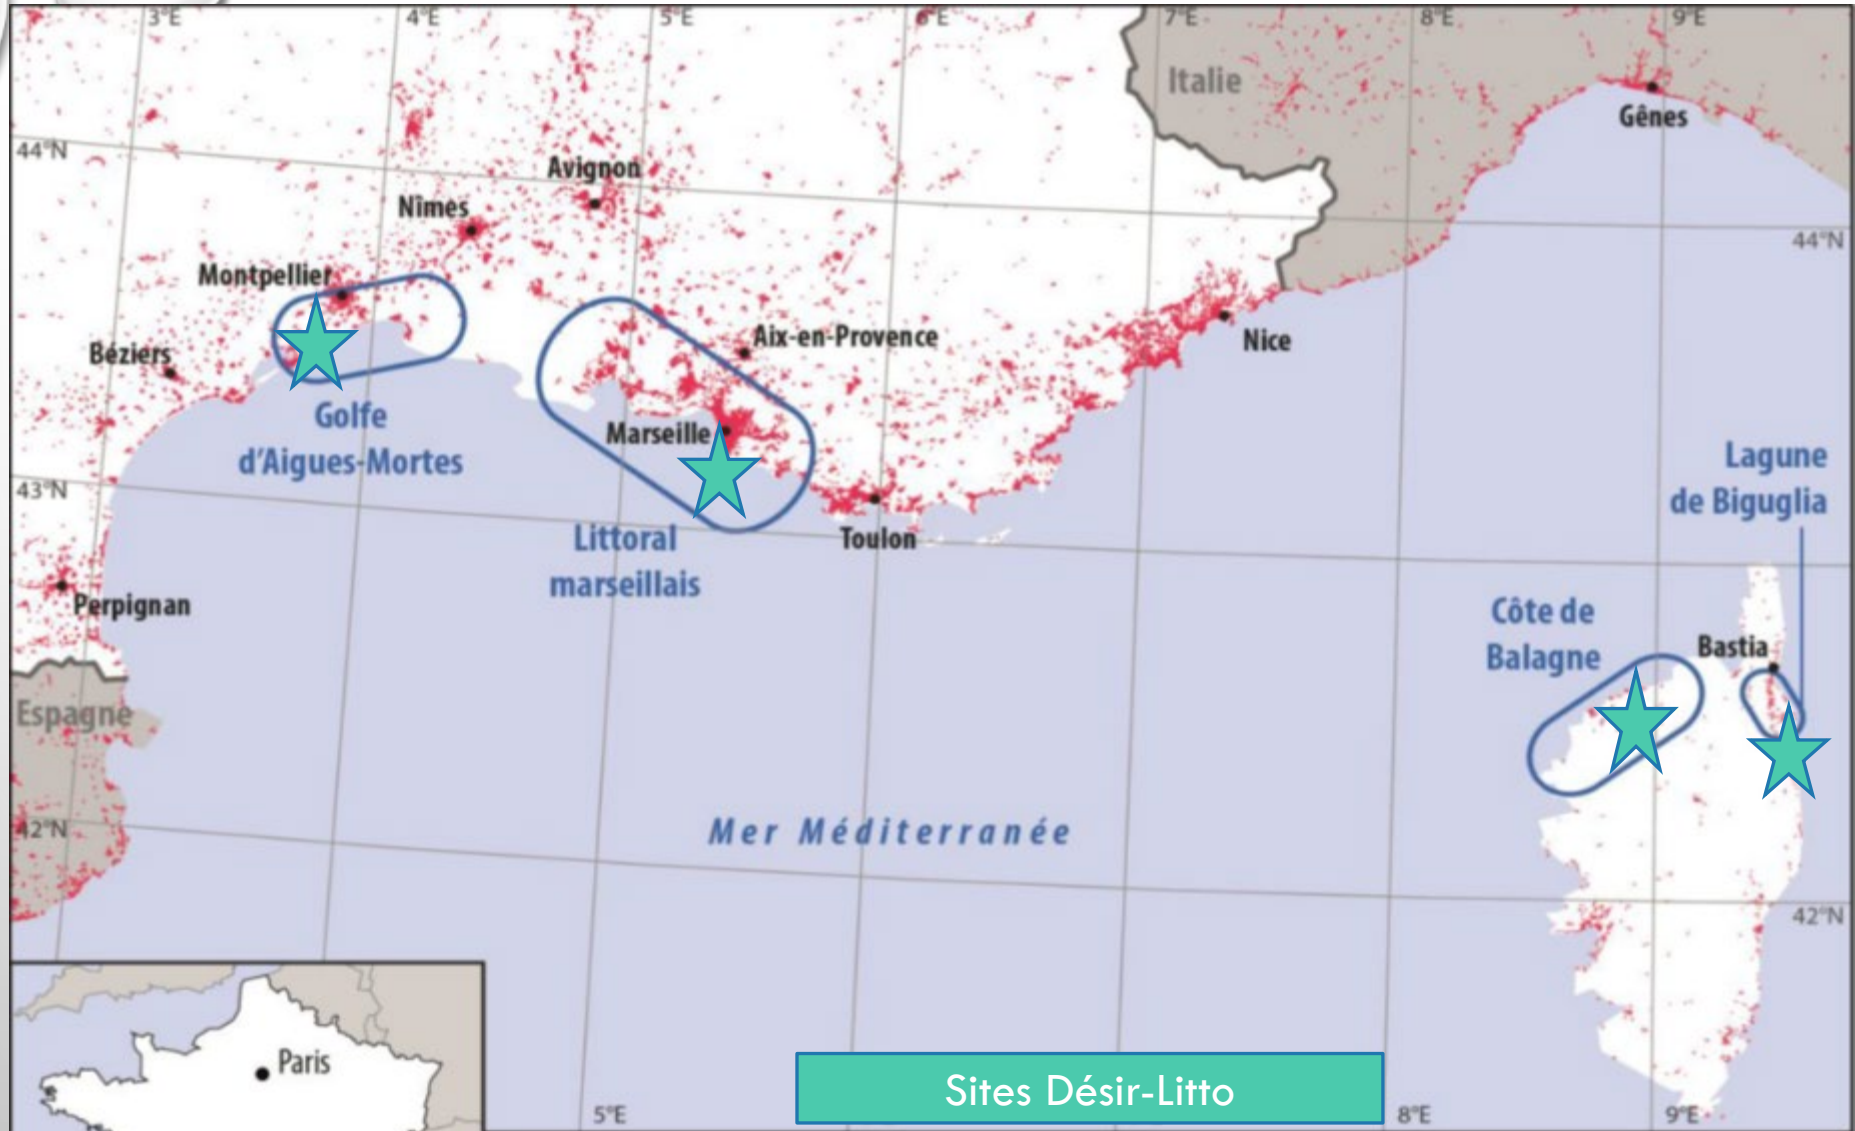 3°E
4°E
5°E
6°E
7°E
8°E
9°E
Italie
Gênes
44°N
Avignon
Nîmes
44°N
Montpellier
Aix-en-Provence
Nice
Béziers
Golfe
d'Aigues-Mortes
Marseille
Lagune
de Biguglia
43°N
Littoral
marseillais
Toulon
Perpignan
Côte de
Balagne
Bastia
Espagne
42°N
Mer Méditerranée
42°N
Paris
Sites Désir-Litto
5°E
8°E
9°E